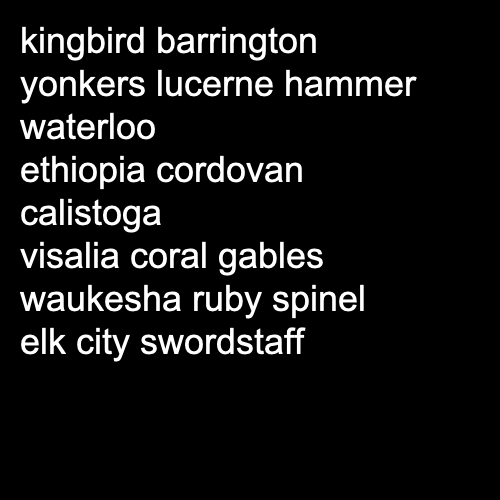 kingbird barrington
yonkers lucerne hammer
waterloo
ethiopia cordovan
calistoga
visalia coral gables
waukesha ruby spinel
elk city swordstaff